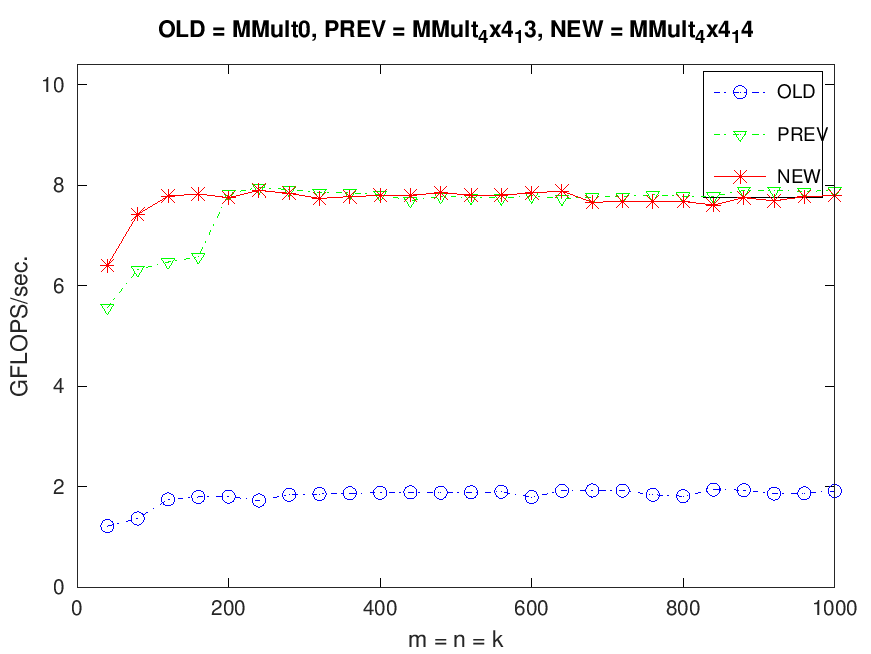 OLD = MMult0, PREV = MMult₄x4₁3, NEW = MMult₄x4₁4
10
8
6
4
2
0
GFLOPS/sec.
OLD
PREV
NEW
0 200 400 600 800 1000
m = n = k